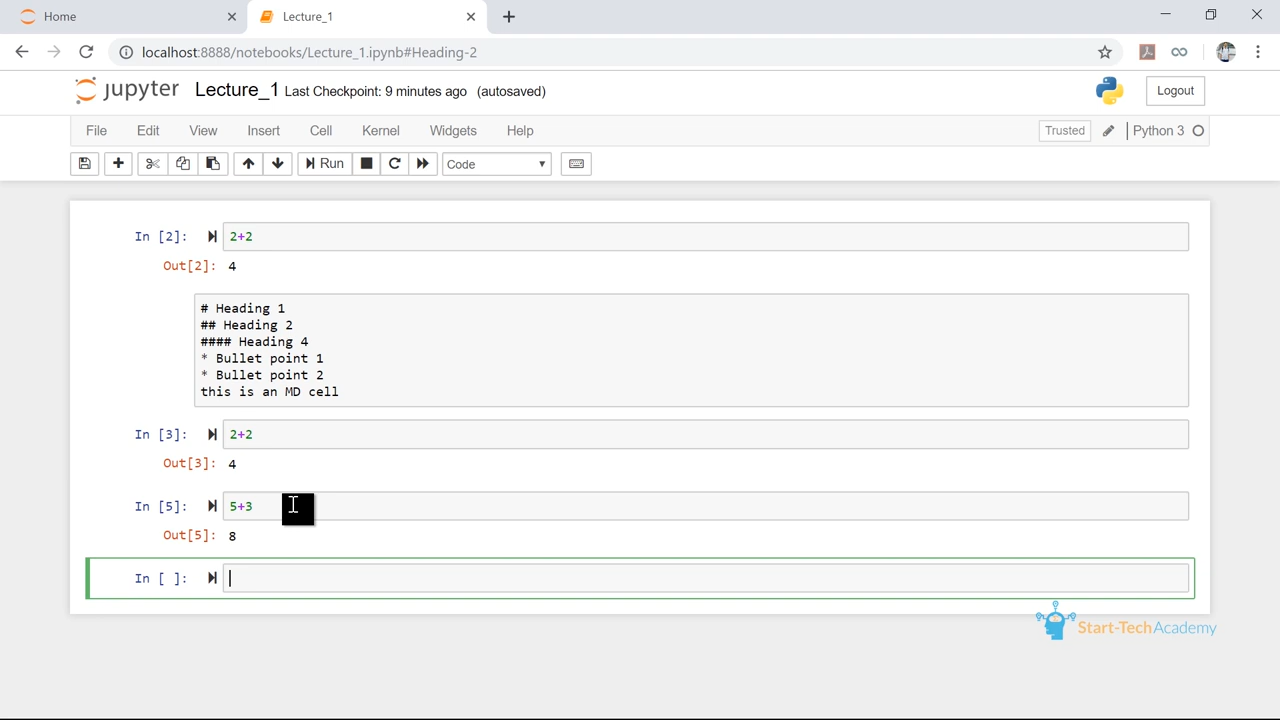 Home
Lecture_1
localhost:8888/notebooks/Lecture_1.ipynb#Heading-2
jupyter Lecture_1 Last Checkpoint: 9 minutes ago (autosaved)
Logout
File Edit View Insert Cell Kernel Widgets Help
Trusted
Python 3
Run
Code
In [2]: 2+2
Out[2]: 4
# Heading 1
## Heading 2
#### Heading 4
* Bullet point 1
* Bullet point 2
this is an MD cell
In [3]: 2+2
Out[3]: 4
In [5]: 5+3
Out[5]: 8
In [ ]:
Start-TechAcademy